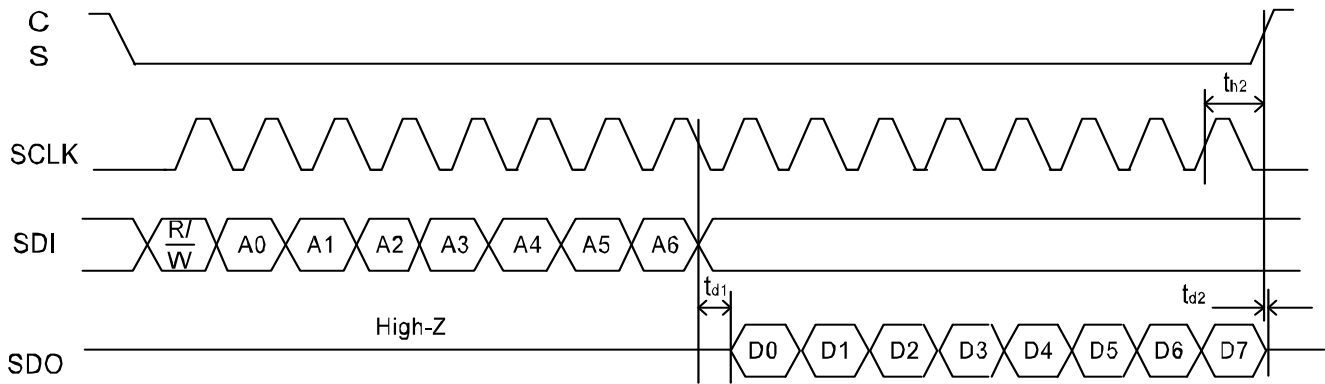 C
S
th2
SCLK
SDI
R/
W
A0 A1 A2 A3 A4 A5 A6
td1
td2
High-Z
SDO
D0 D1 D2 D3 D4 D5 D6 D7